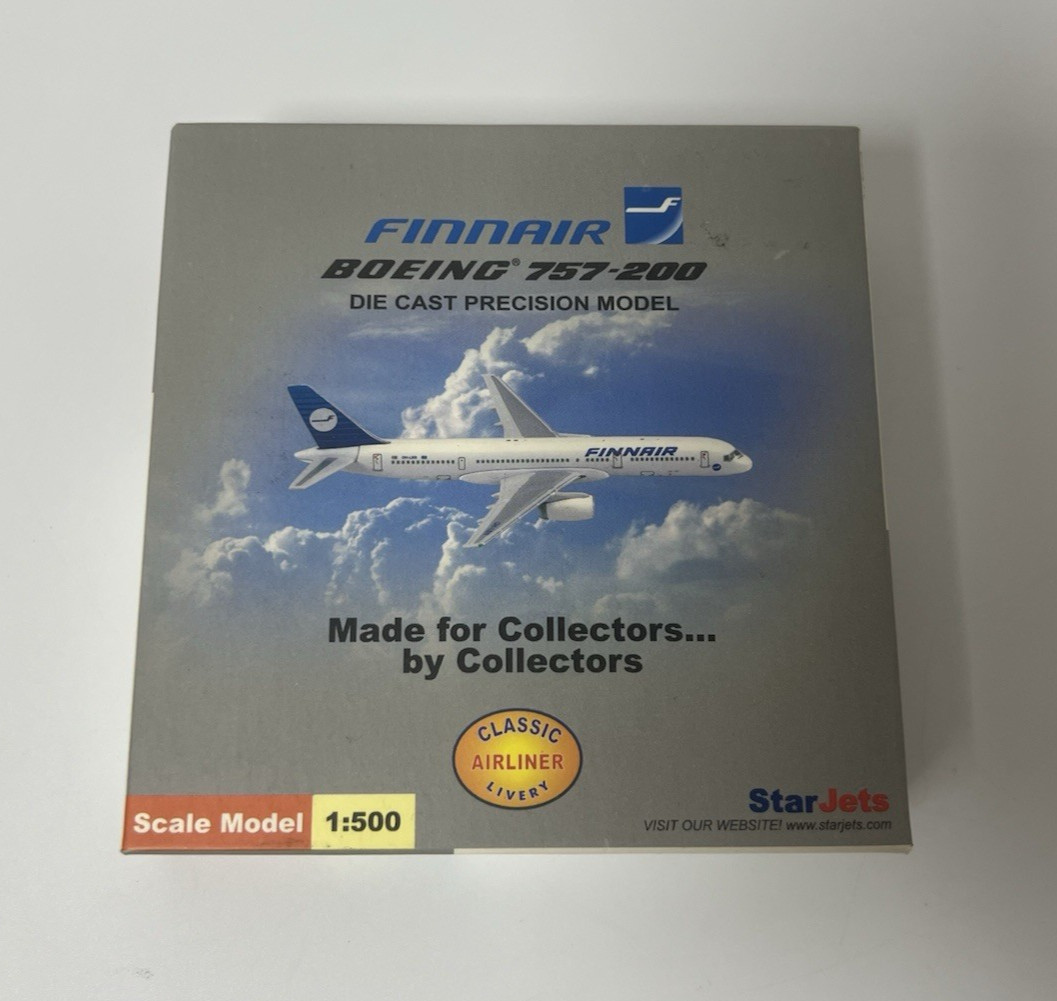 FINNAIR
BOEING® 757-200
DIE CAST PRECISION MODEL
FINNAIR
Made for Collectors...
by Collectors
CLASSIC
AIRLINER
LIVERY
Scale Model 1:500
StarJets
VISIT OUR WEBSITE! www.starjets.com